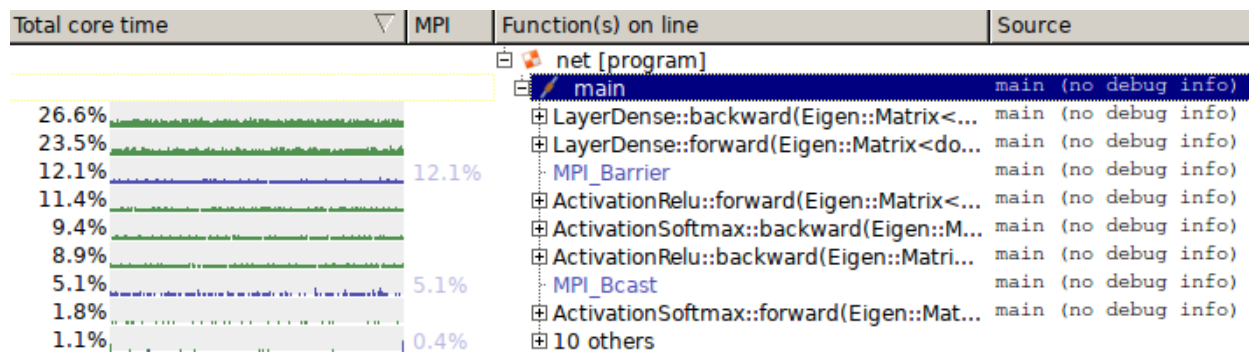 Total core time MPI Function(s) on line Source
net [program]
main main (no debug info)
26.6% LayerDense::backward(Eigen::Matrix<... main (no debug info)
23.5% LayerDense::forward(Eigen::Matrix<do... main (no debug info)
12.1% 12.1% MPI_Barrier main (no debug info)
11.4% ActivationRelu::forward(Eigen::Matrix<... main (no debug info)
9.4% ActivationSoftmax::backward(Eigen::M... main (no debug info)
8.9% ActivationRelu::backward(Eigen::Matri... main (no debug info)
5.1% 5.1% MPI_Bcast main (no debug info)
1.8% ActivationSoftmax::forward(Eigen::Mat... main (no debug info)
1.1% 0.4% 10 others